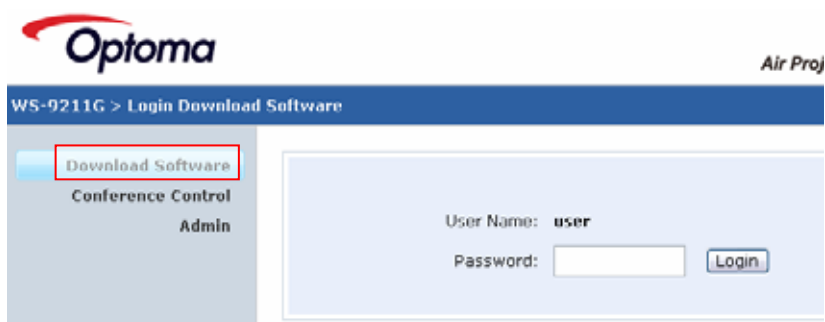 Optoma
Air Proj
WS-9211G > Login Download Software
Download Software
Conference Control
Admin
User Name: user
Password:
Login